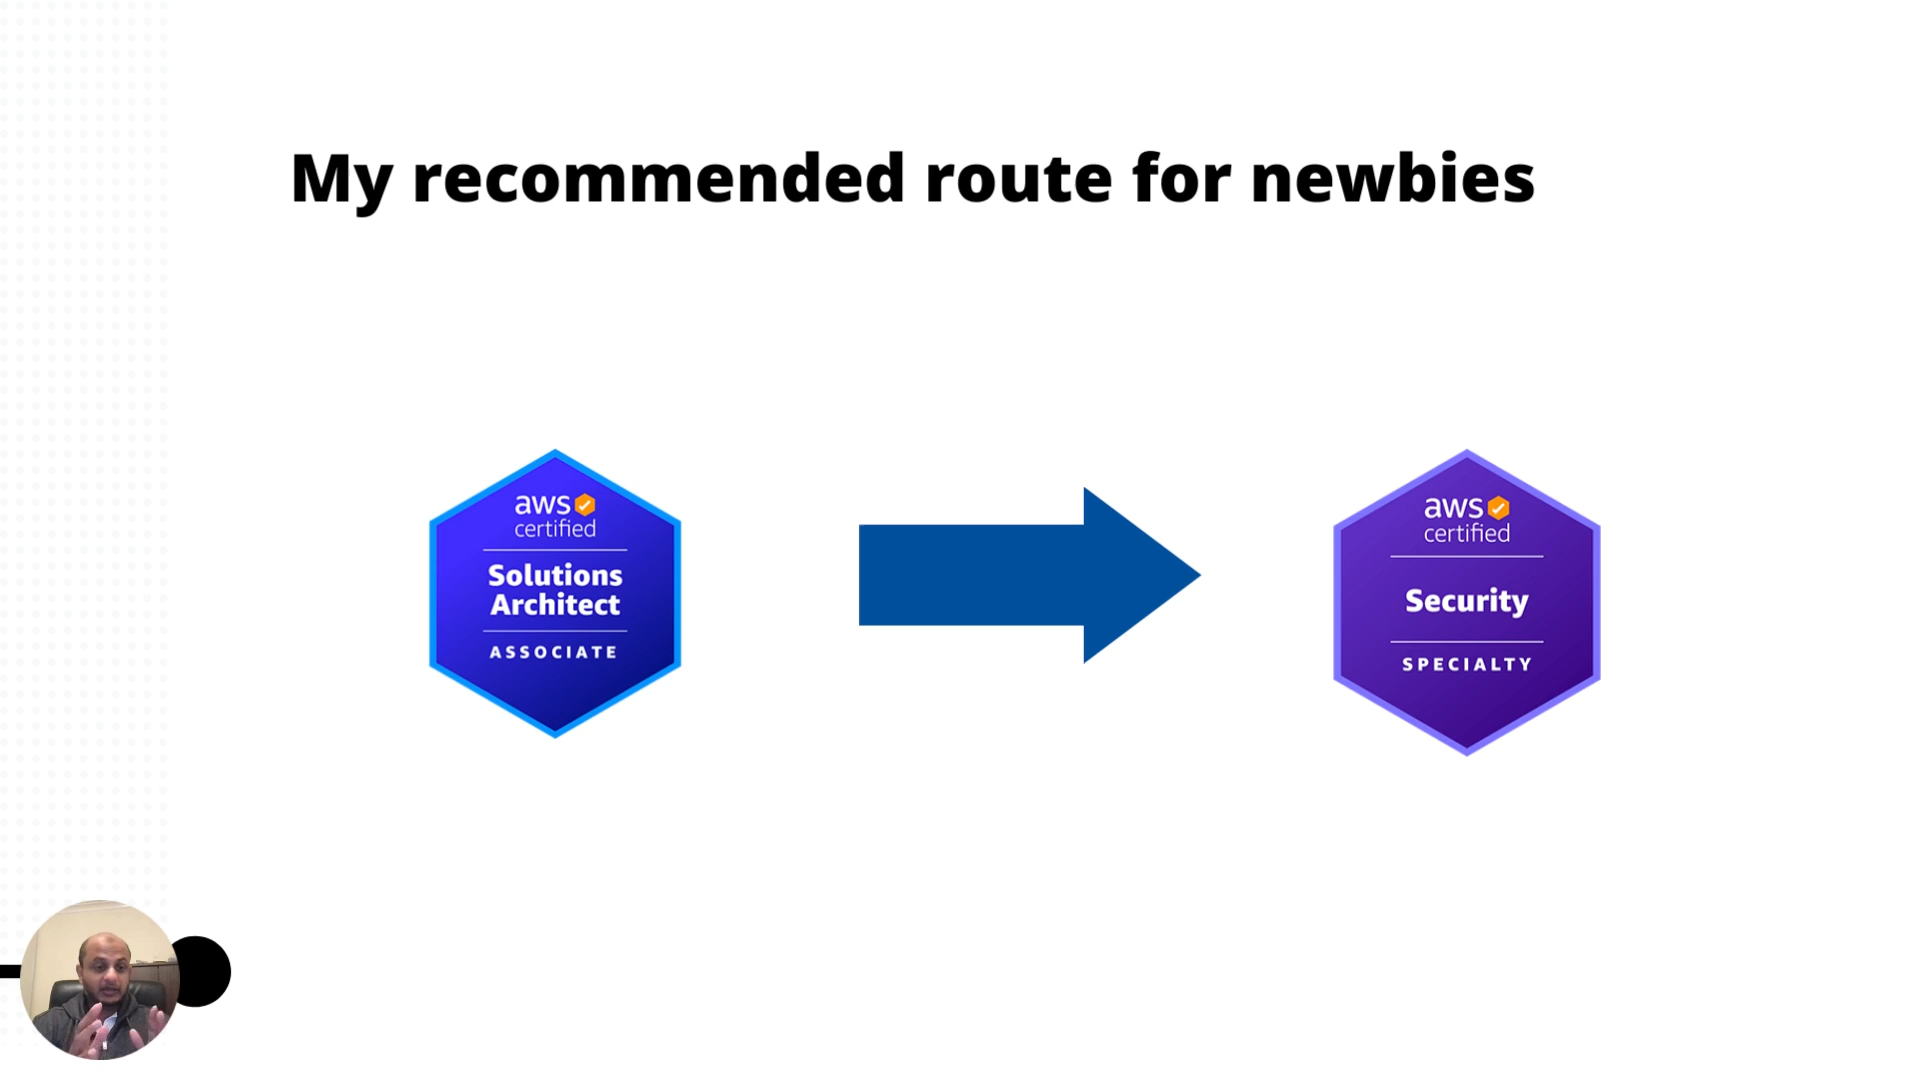 My recommended route for newbies
aws
certified
Solutions
Architect
ASSOCIATE
aws
certified
Security
SPECIALTY